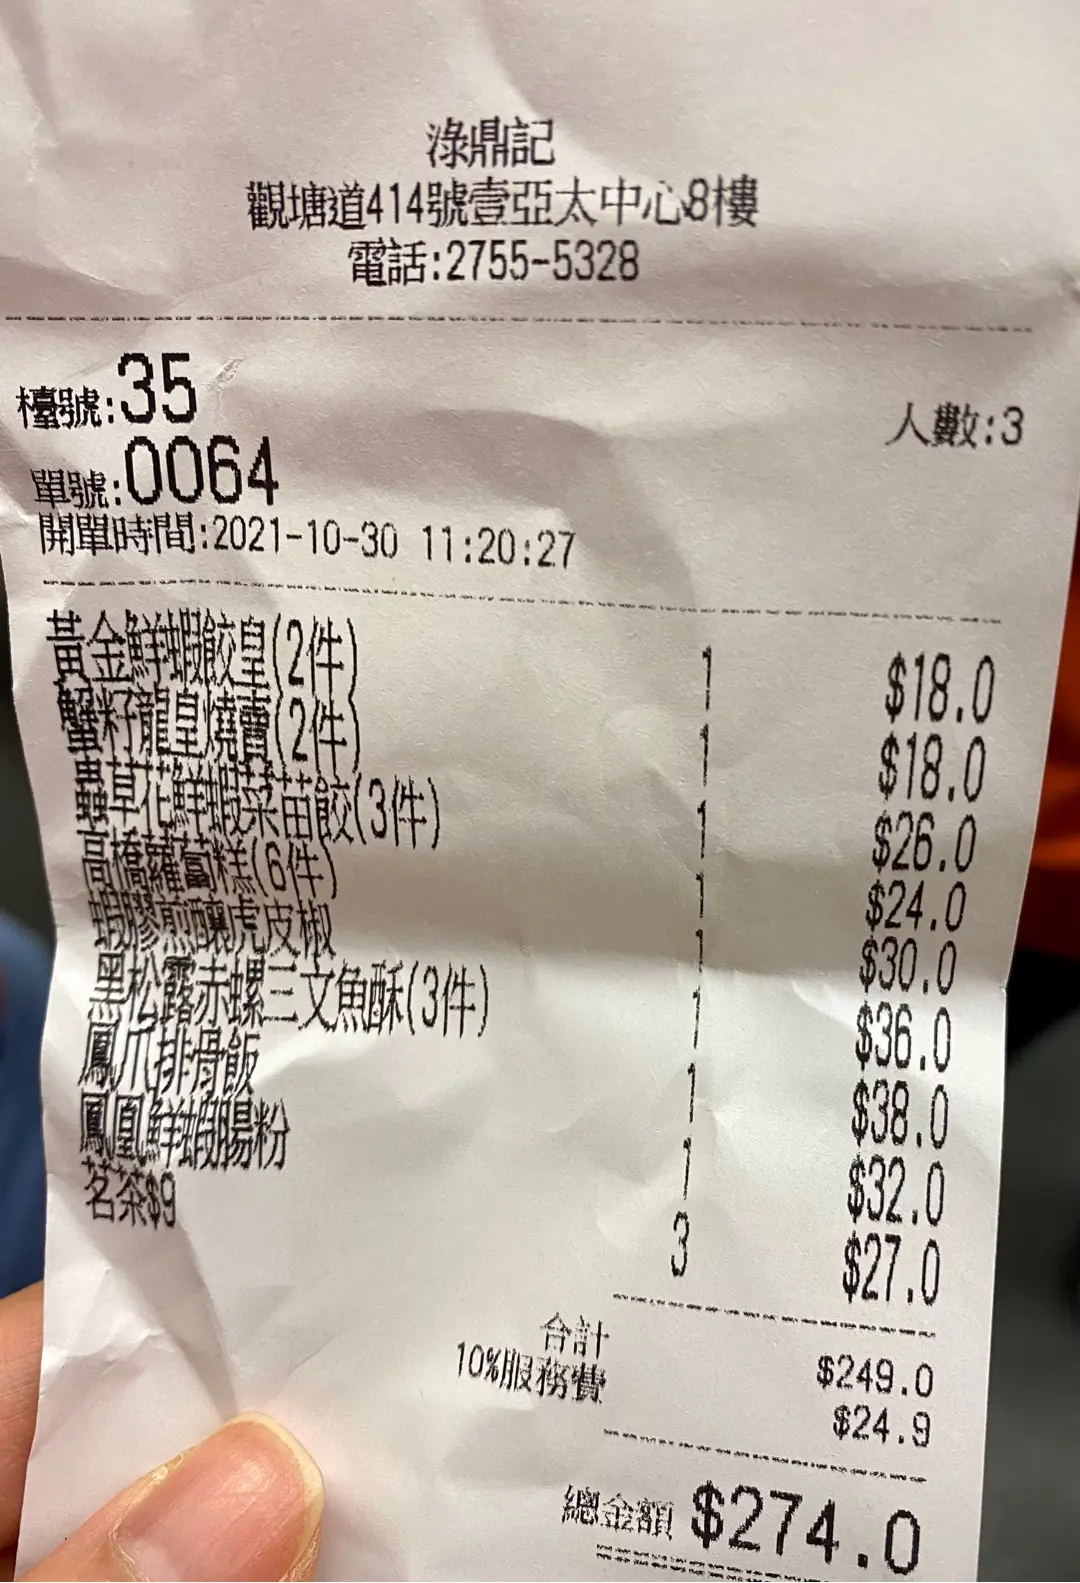 淥鼎記
觀塘道414號壹亞太中心8樓
電話:2755-5328
檯號:35
人數:3
單號:0064
開單時間:2021-10-30 11:20:27
黃金鮮蝦餃皇(2件) 1 $18.0
蟹籽龍皇燒賣(2件) 1 $18.0
蟲草花鮮蝦菜苗餃(3件) 1 $26.0
高橋蘿蔔糕(6件) 1 $24.0
蝦膠煎釀虎皮椒 1 $30.0
黑松露赤螺三文魚酥(3件) 1 $36.0
鳳爪排骨飯 1 $38.0
鳳凰鮮蝦腸粉 1 $32.0
茗茶$9 3 $27.0
合計 $249.0
10%服務費 $24.9
總金額 $274.0